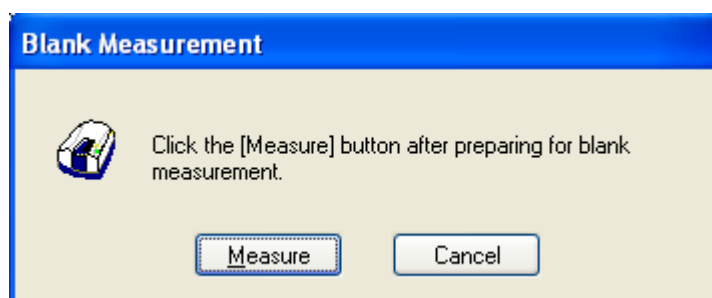 Blank Measurement
Click the [Measure] button after preparing for blank
measurement.
Measure
Cancel